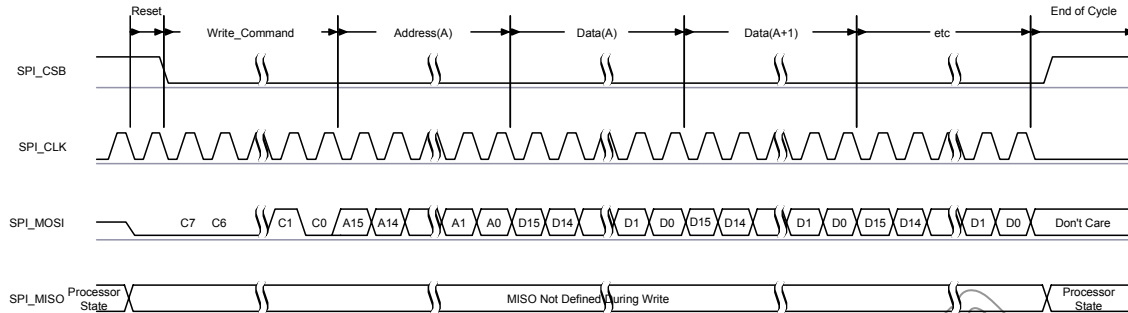 Reset
End of Cycle
Write_Command Address(A) Data(A) Data(A+1) etc
SPI_CSB
SPI_CLK
SPI_MOSI C7 C6 C1 C0 A15 A14 A1 A0 D15 D14 D1 D0 D15 D14 D1 D0 D15 D14 D1 D0 Don't Care
SPI_MISO Processor State MISO Not Defined During Write Processor State